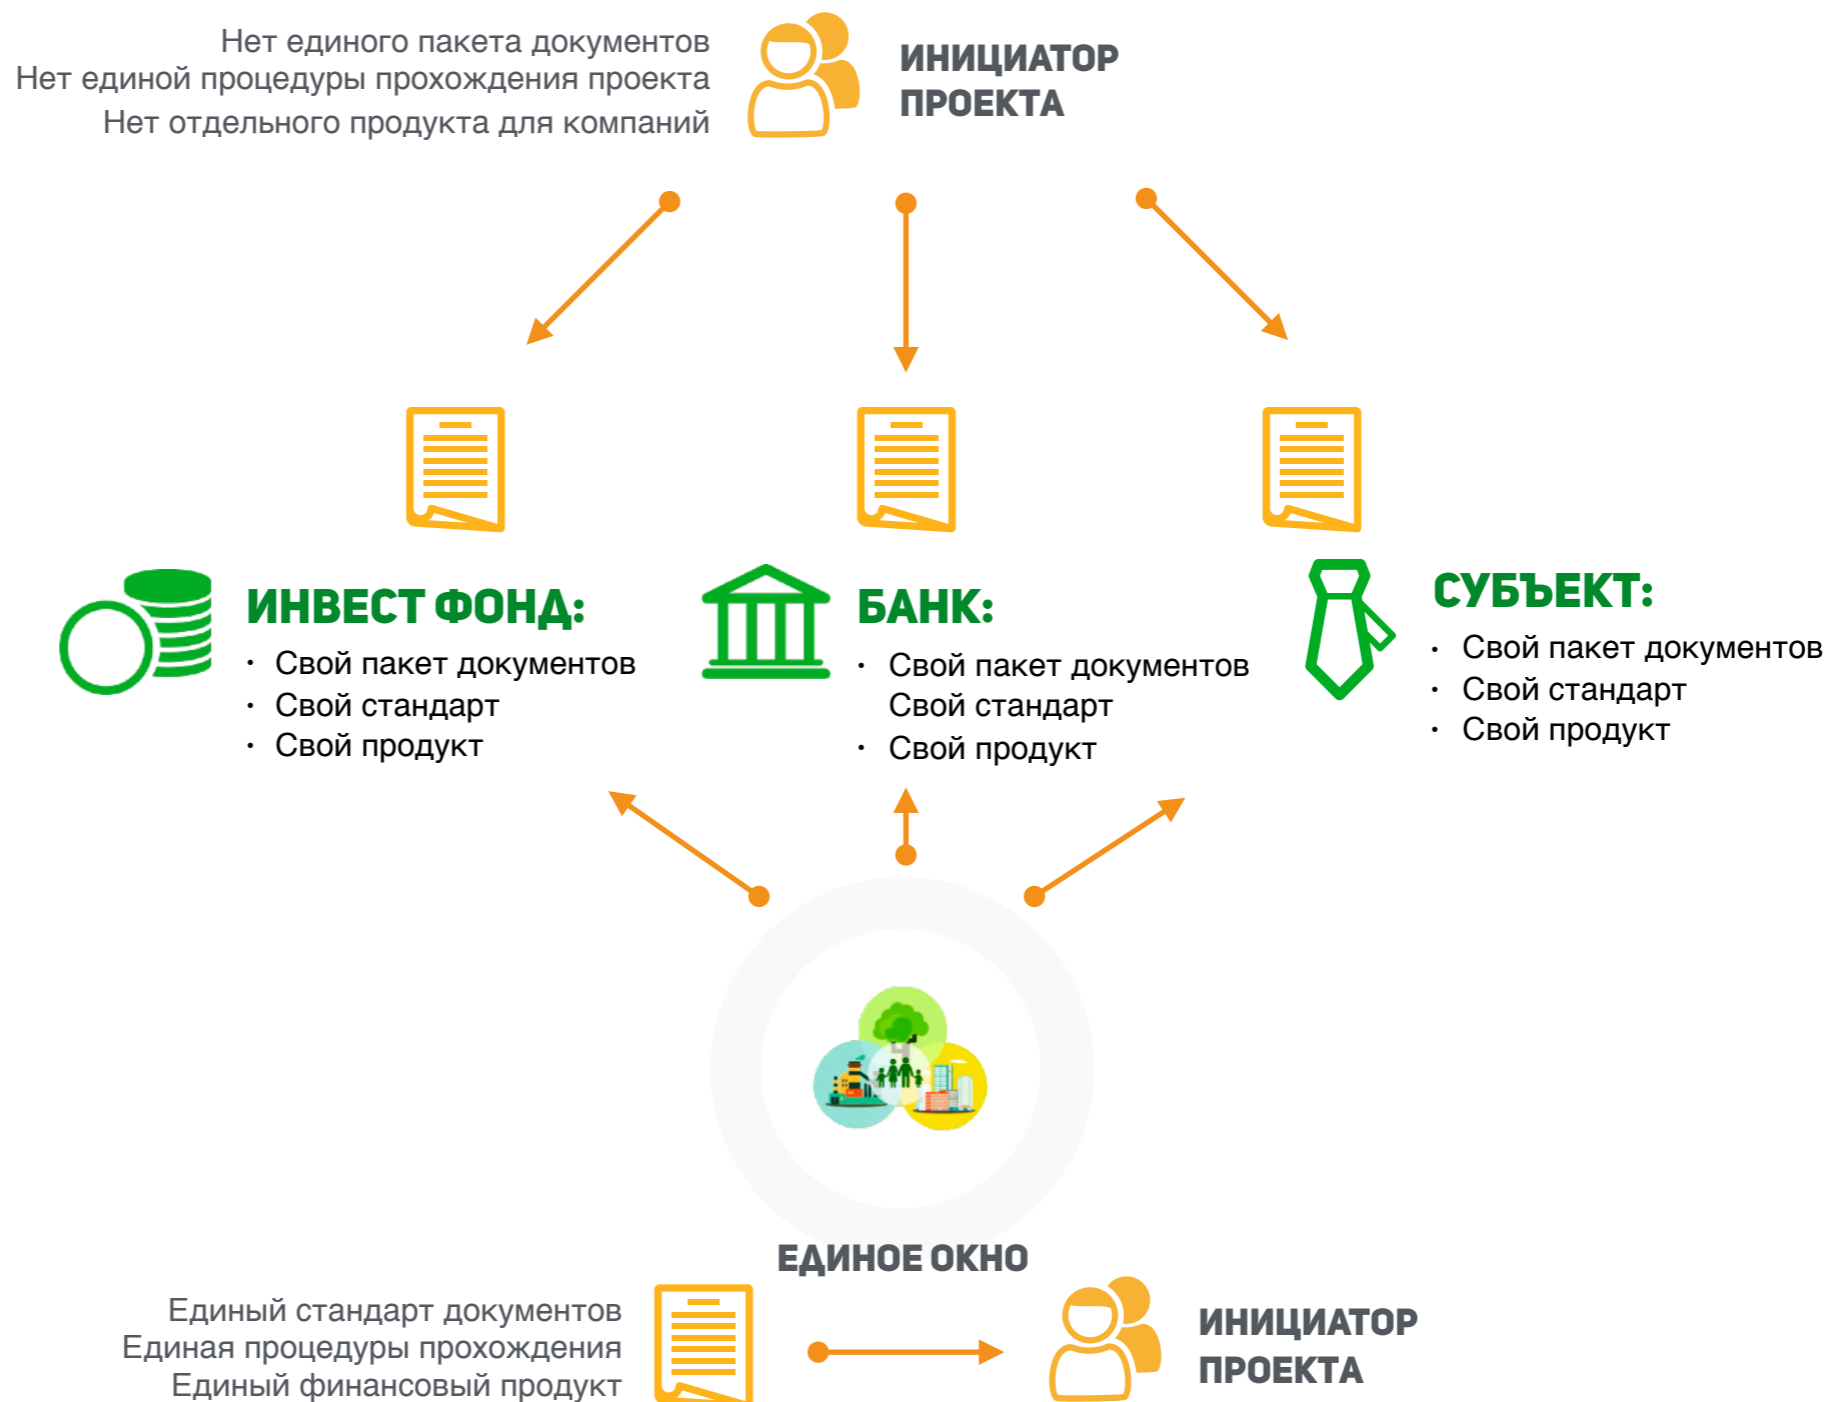 Нет единого пакета документов
Нет единой процедуры прохождения проекта
Нет отдельного продукта для компаний
ИНИЦИАТОР
ПРОЕКТА
ИНВЕСТ ФОНД:
· Свой пакет документов
· Свой стандарт
· Свой продукт
БАНК:
· Свой пакет документов
Свой стандарт
· Свой продукт
СУБЪЕКТ:
· Свой пакет документов
· Свой стандарт
· Свой продукт
ЕДИНОЕ ОКНО
Единый стандарт документов
Единая процедуры прохождения
Единый финансовый продукт
ИНИЦИАТОР
ПРОЕКТА